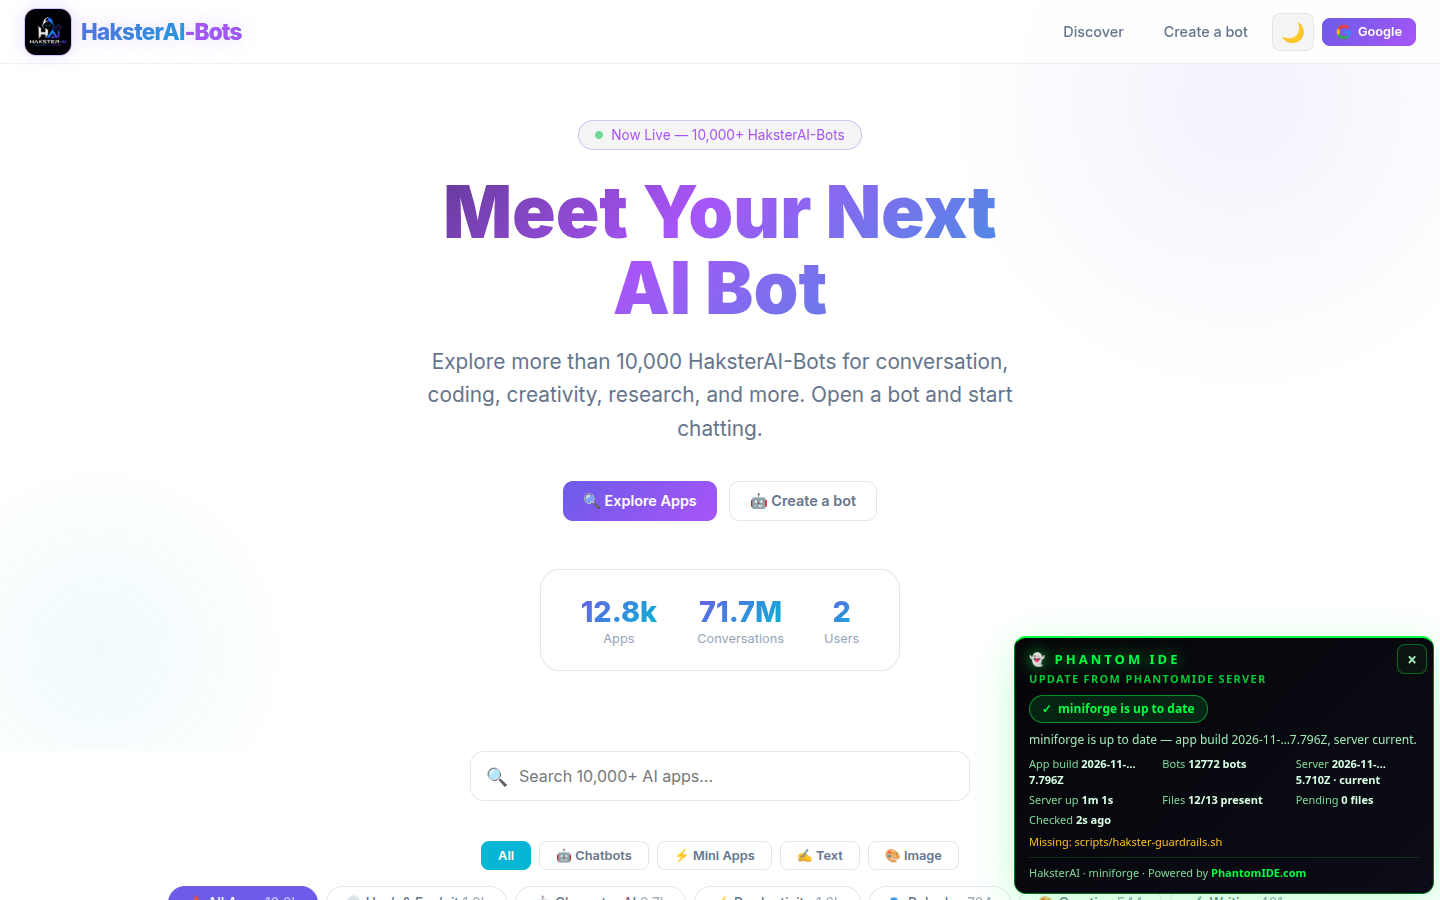 HaksterAI-Bots
Discover
Create a bot
Google
Now Live — 10,000+ HaksterAI-Bots
Meet Your Next
AI Bot
Explore more than 10,000 HaksterAI-Bots for conversation,
coding, creativity, research, and more. Open a bot and start
chatting.
🔍 Explore Apps
🤖 Create a bot
12.8k
Apps
71.7M
Conversations
2
Users
🔍 Search 10,000+ AI apps...
All
🤖 Chatbots
⚡ Mini Apps
✍️ Text
🎨 Image
👻 PHANTOM IDE
×
UPDATE FROM PHANTOMIDE SERVER
✓ miniforge is up to date
miniforge is up to date — app build 2026-11-...7.796Z, server current.
App build 2026-11-...
7.796Z
Bots 12772 bots
Server 2026-11-...
5.710Z · current
Server up 1m 1s
Files 12/13 present
Pending 0 files
Checked 2s ago
Missing: scripts/hakster-guardrails.sh
HaksterAI · miniforge · Powered by PhantomIDE.com